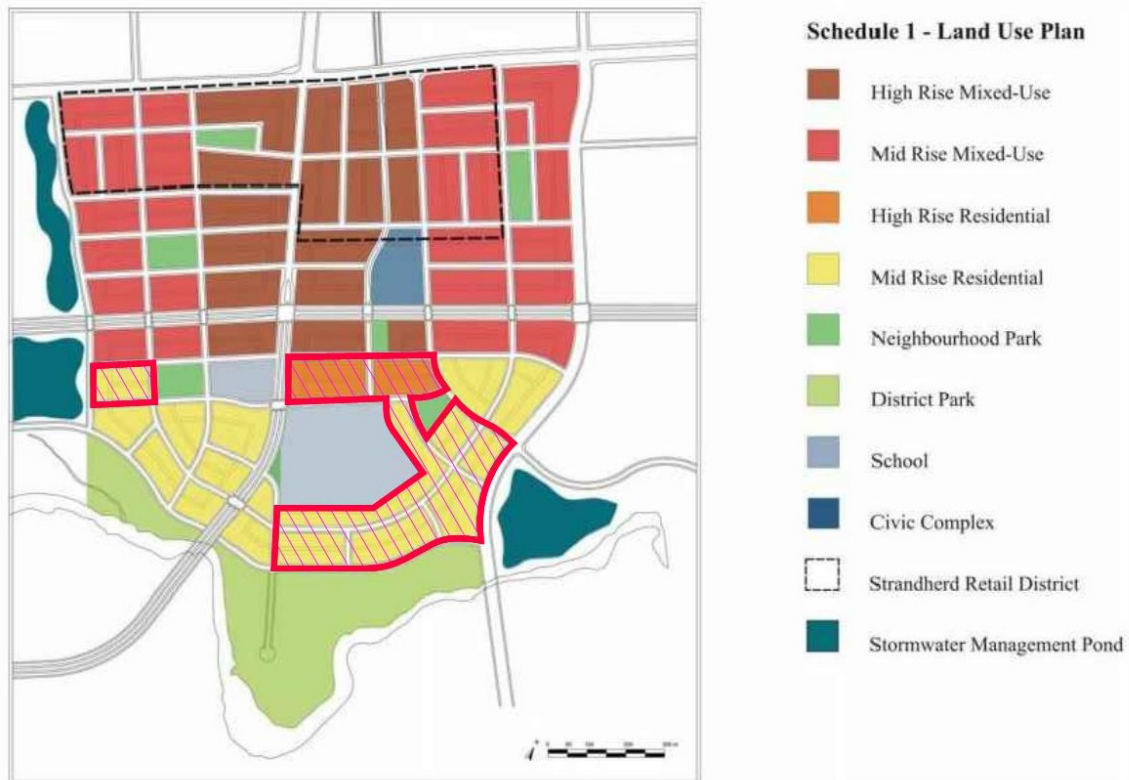 Schedule 1 - Land Use Plan
High Rise Mixed-Use
Mid Rise Mixed-Use
High Rise Residential
Mid Rise Residential
Neighbourhood Park
District Park
School
Civic Complex
Strandherd Retail District
Stormwater Management Pond